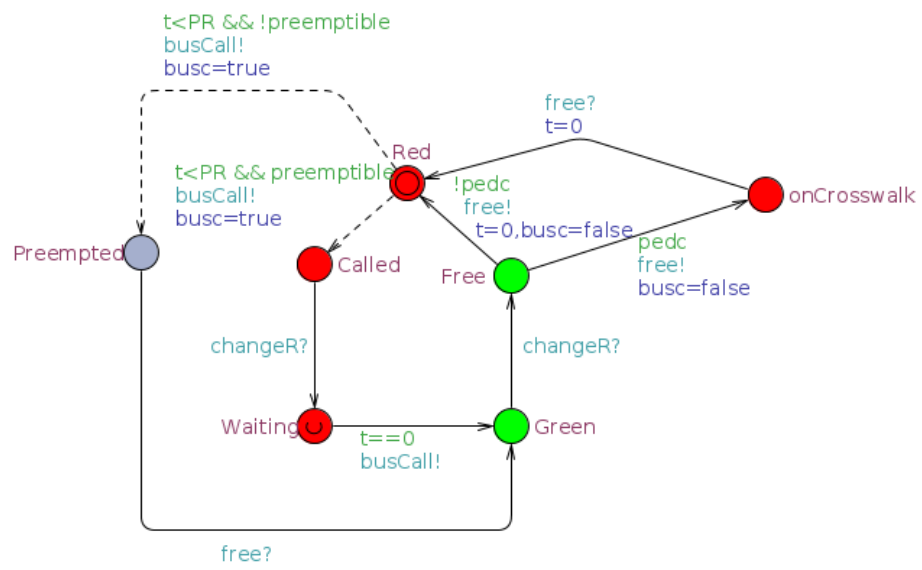 t<PR && !preemptible
busCall!
busc=true
free?
t=0
Red
t<PR && preemptible
busCall!
busc=true
!pedc
free!
t=0,busc=false
onCrosswalk
pedc
free!
busc=false
Preempted
Called
Free
changeR?
changeR?
Waiting
t==0
busCall!
Green
free?